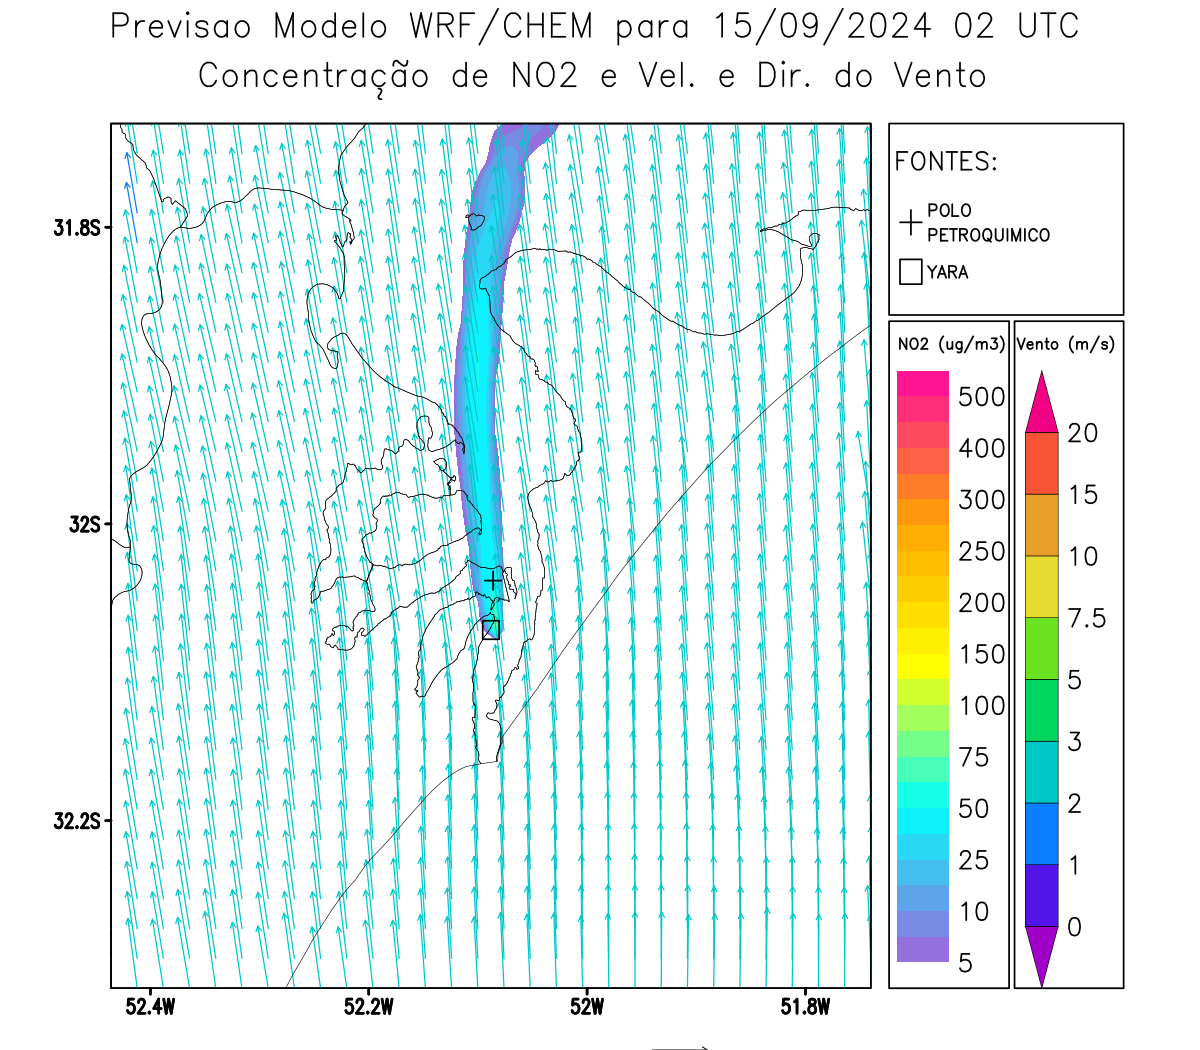 Previsao Modelo WRF/CHEM para 15/09/2024 02 UTC
Concentração de NO2 e Vel. e Dir. do Vento
FONTES:
POLO
PETROQUIMICO
YARA
NO2 (ug/m3)
500
400
300
250
200
150
100
75
50
25
10
5
Vento (m/s)
20
15
10
7.5
5
3
2
1
0
31.8S
32S
32.2S
52.4W
52.2W
52W
51.8W